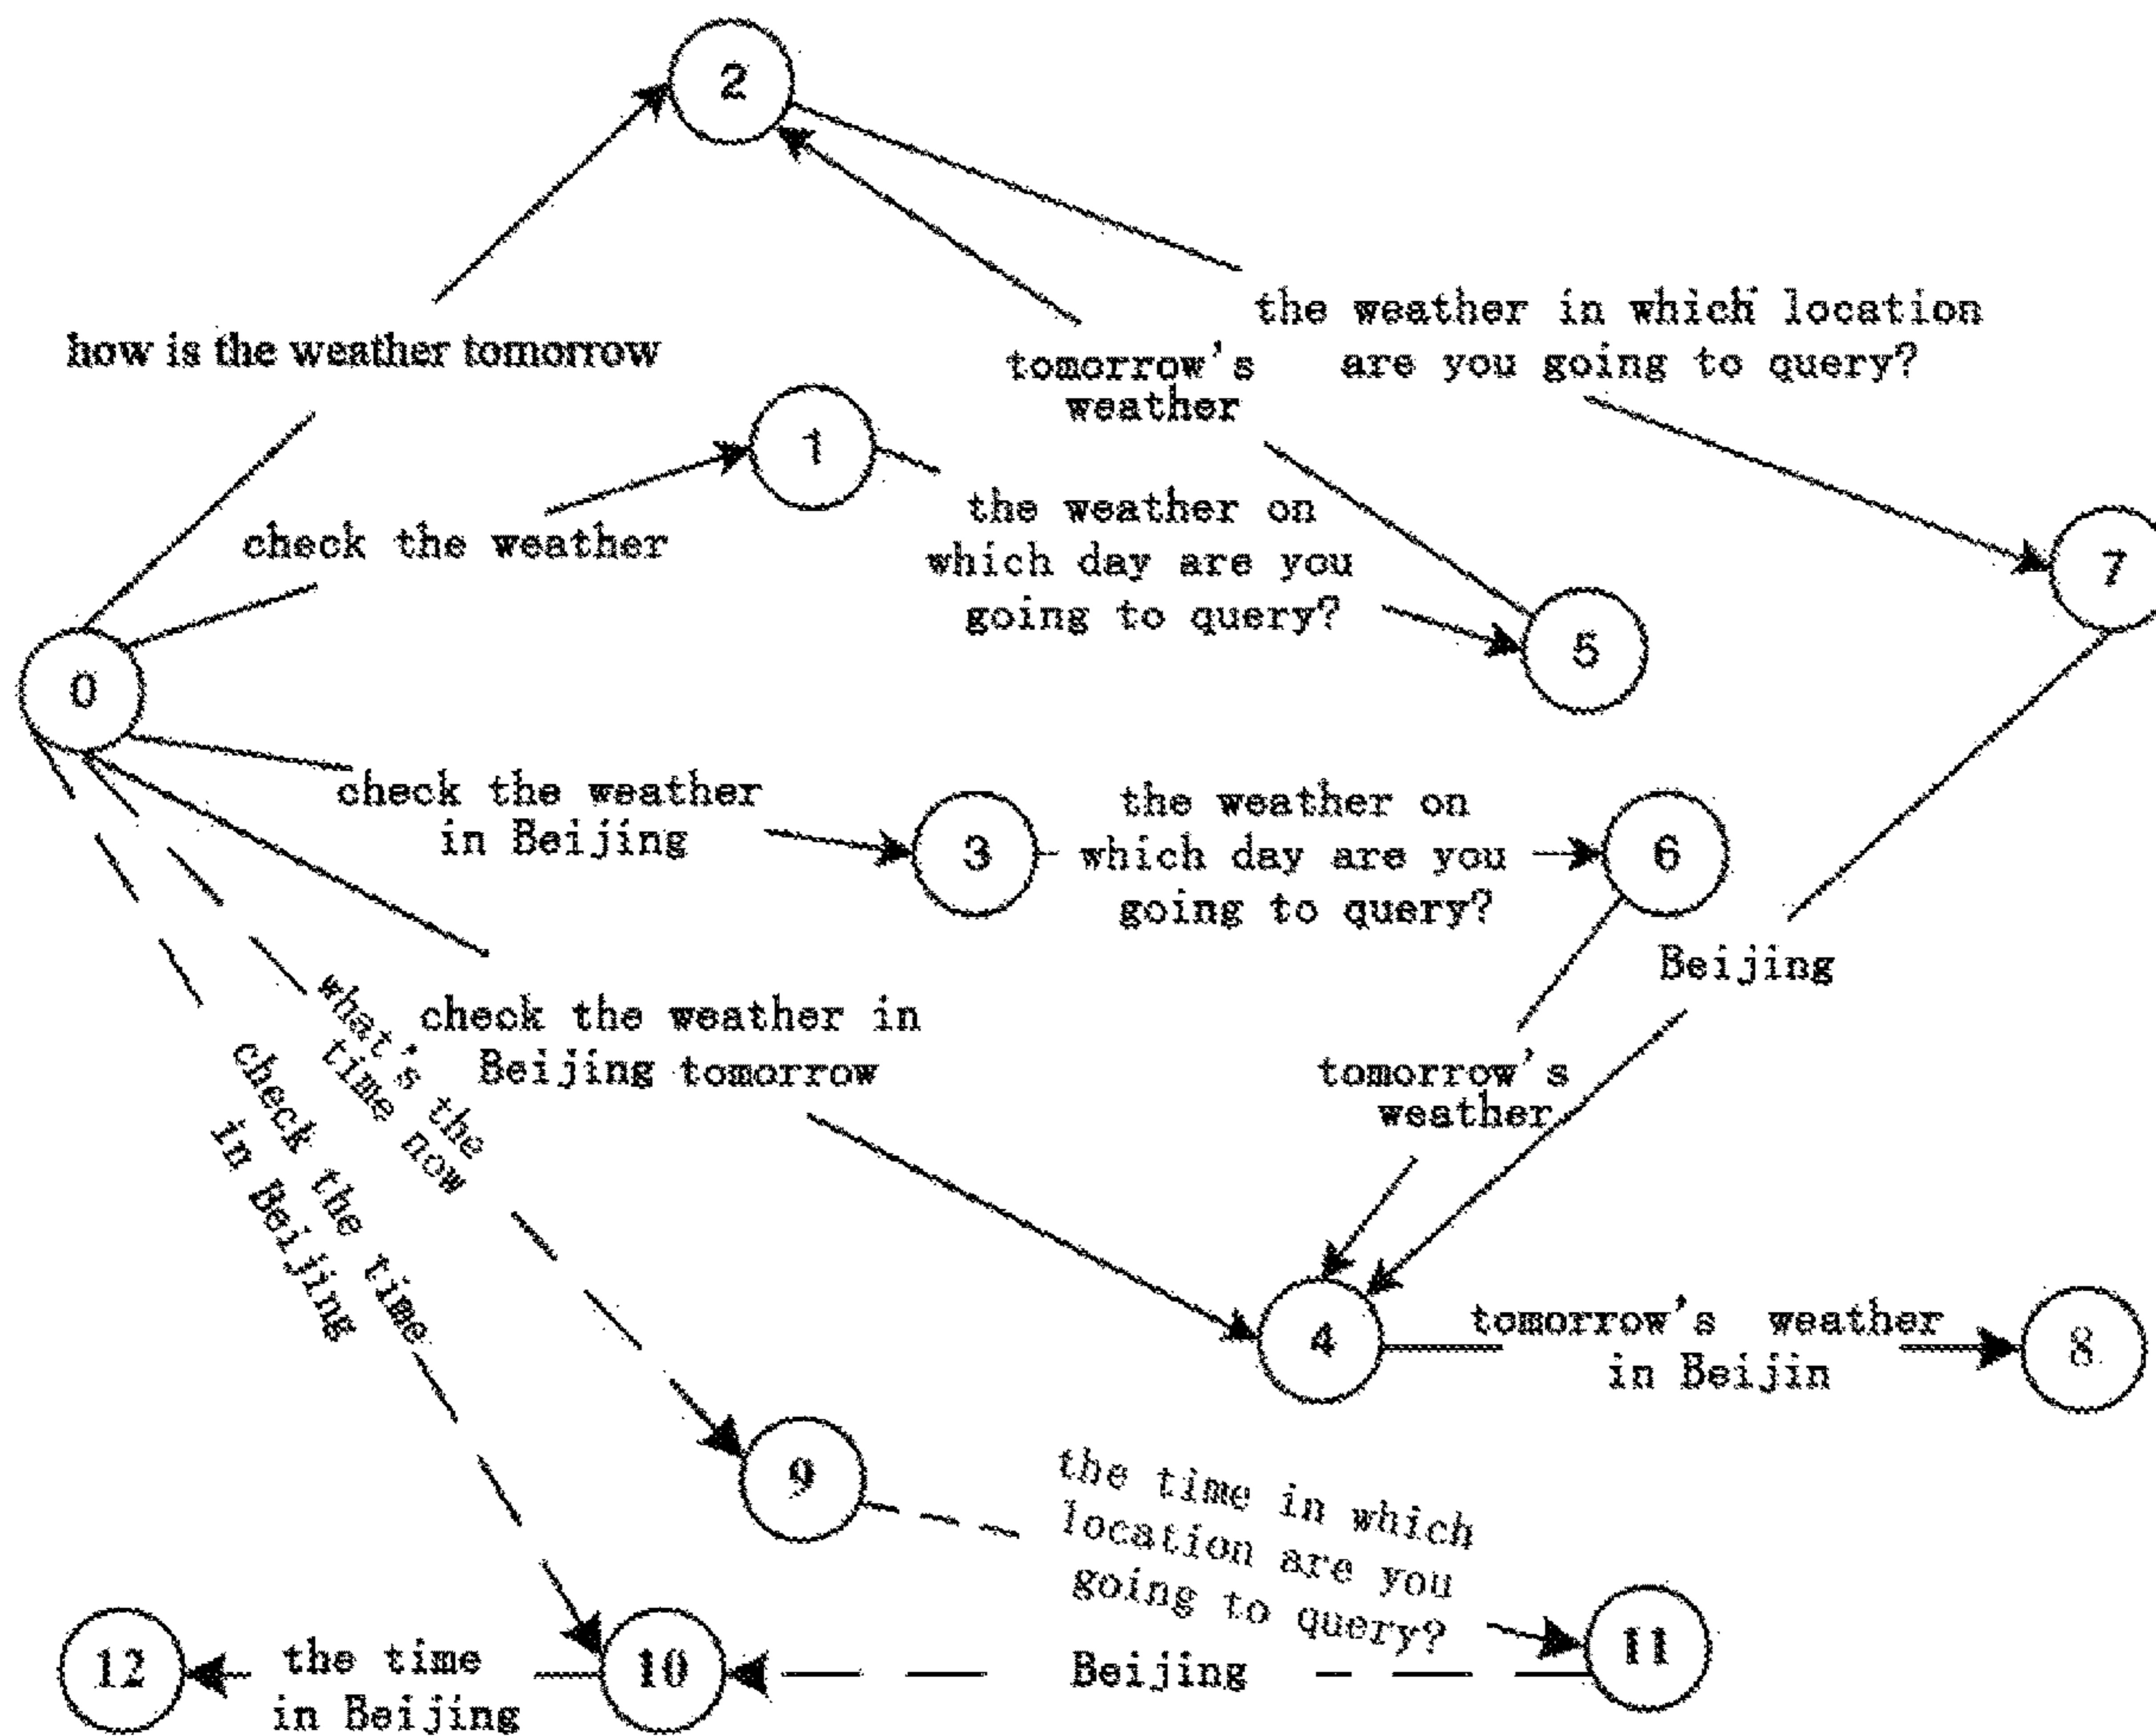 2
how is the weather tomorrow
the weather in which location
are you going to query?
tomorrow's
weather
1
check the weather
the weather on
which day are you
going to query?
7
5
0
check the weather
in Beijing
3
the weather on
which day are you
going to query?
6
Beijing
what's the
time now
check the weather in
Beijing tomorrow
tomorrow's
weather
check the time
in Beijing
4
tomorrow's weather
in Beijin
8
9
the time in which
location are you
going to query?
12
the time
in Beijing
10
Beijing
11